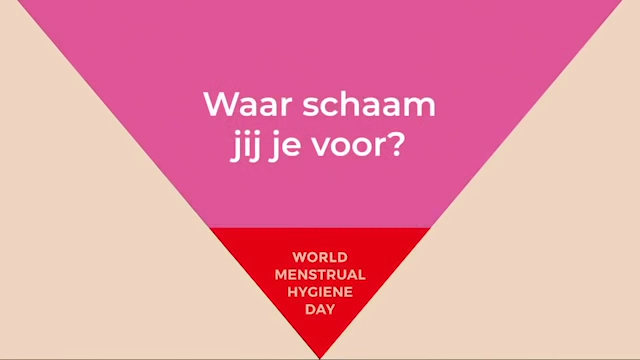 Waar schaam
jij je voor?
WORLD
MENSTRUAL
HYGIENE
DAY